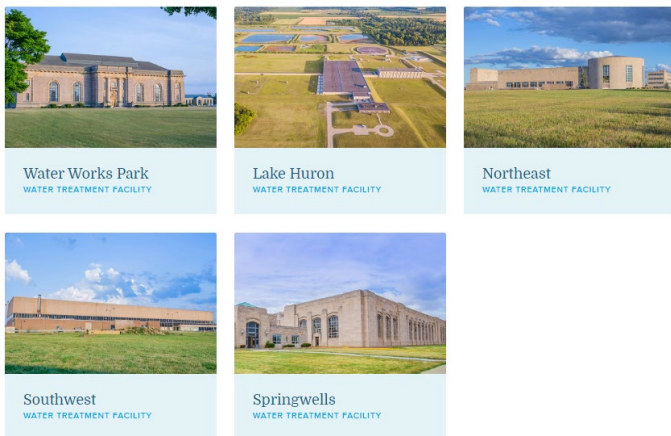 Water Works Park
WATER TREATMENT FACILITY
Lake Huron
WATER TREATMENT FACILITY
Northeast
WATER TREATMENT FACILITY
Southwest
WATER TREATMENT FACILITY
Springwells
WATER TREATMENT FACILITY